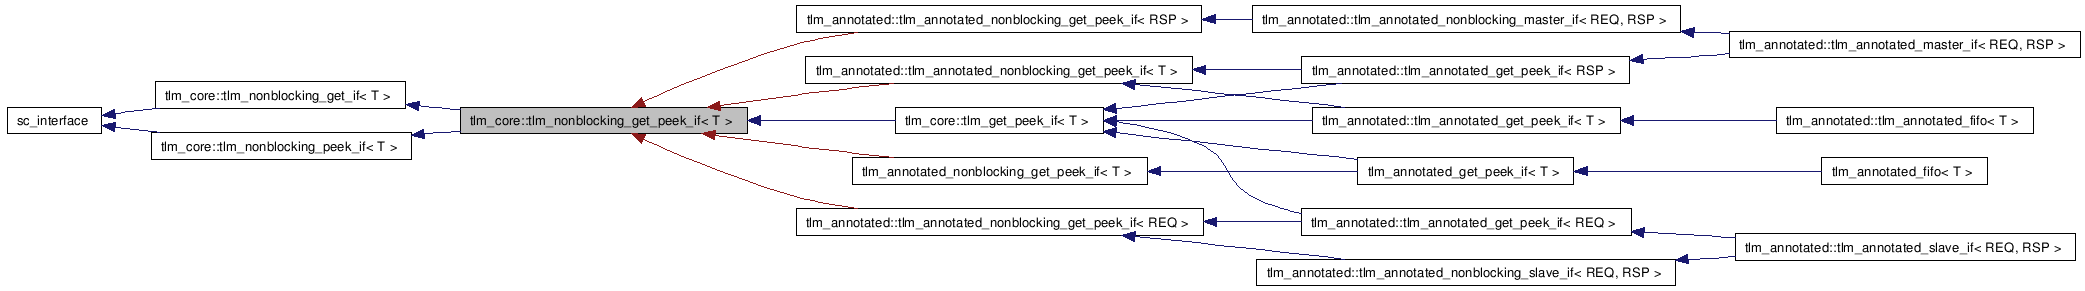 tlm_annotated::tlm_annotated_nonblocking_get_peek_if< RSP >
tlm_annotated::tlm_annotated_nonblocking_master_if< REQ, RSP >
tlm_annotated::tlm_annotated_master_if< REQ, RSP >
tlm_annotated::tlm_annotated_nonblocking_get_peek_if< T >
tlm_annotated::tlm_annotated_get_peek_if< RSP >
tlm_core::tlm_nonblocking_get_if< T >
sc_interface
tlm_core::tlm_nonblocking_get_peek_if< T >
tlm_core::tlm_get_peek_if< T >
tlm_annotated::tlm_annotated_get_peek_if< T >
tlm_annotated::tlm_annotated_fifo< T >
tlm_core::tlm_nonblocking_peek_if< T >
tlm_annotated_nonblocking_get_peek_if< T >
tlm_annotated_get_peek_if< T >
tlm_annotated_fifo< T >
tlm_annotated::tlm_annotated_nonblocking_get_peek_if< REQ >
tlm_annotated::tlm_annotated_get_peek_if< REQ >
tlm_annotated::tlm_annotated_slave_if< REQ, RSP >
tlm_annotated::tlm_annotated_nonblocking_slave_if< REQ, RSP >